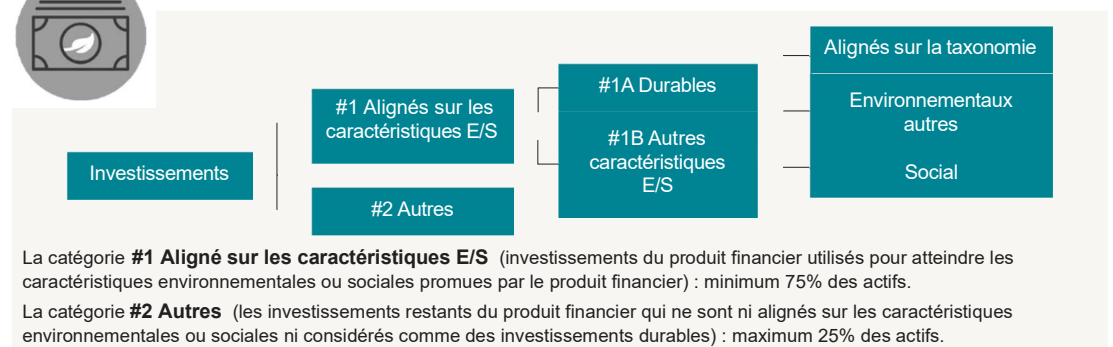 Investissements
#1 Alignés sur les
caractéristiques E/S
#2 Autres
#1A Durables
#1B Autres
caractéristiques
E/S
Alignés sur la taxonomie
Environnementaux
autres
Social
La catégorie #1 Aligné sur les caractéristiques E/S (investissements du produit financier utilisés pour atteindre les
caractéristiques environnementales ou sociales promues par le produit financier) : minimum 75% des actifs.
La catégorie #2 Autres (les investissements restants du produit financier qui ne sont ni alignés sur les caractéristiques
environnementales ou sociales ni considérés comme des investissements durables) : maximum 25% des actifs.